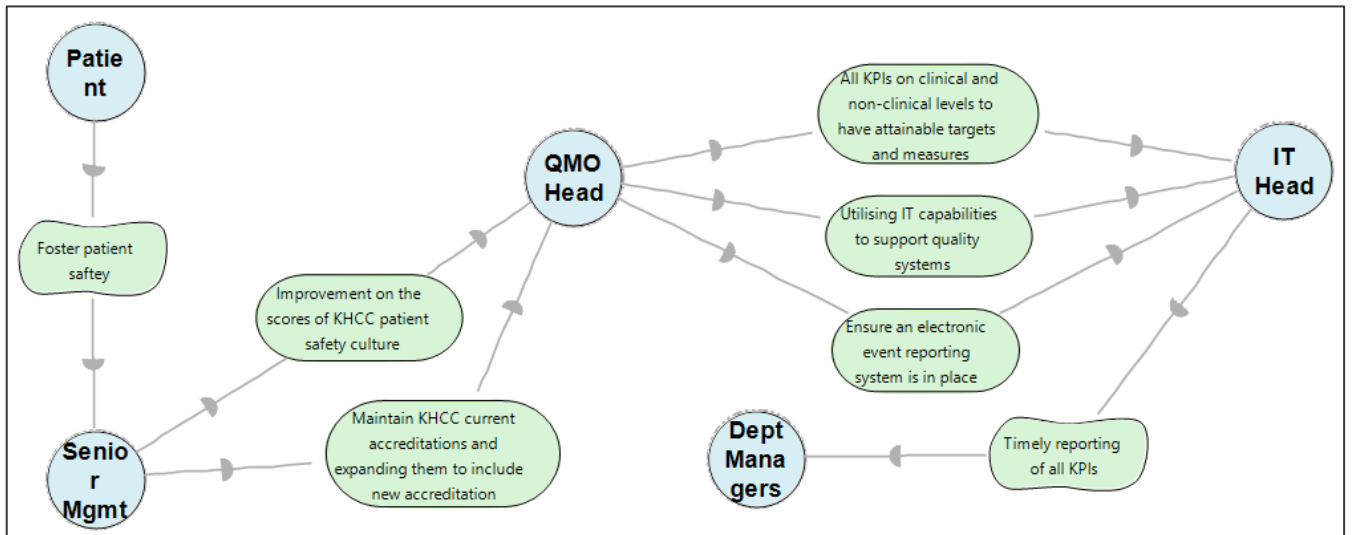 Patie
nt
Foster patient
saftey
Senio
r
Mgmt
Improvement on the
scores of KHCC patient
safety culture
Maintain KHCC current
accreditations and
expanding them to include
new accreditation
QMO
Head
All KPIs on clinical and
non-clinical levels to
have attainable targets
and measures
Utilising IT capabilities
to support quality
systems
Ensure an electronic
event reporting
system is in place
IT
Head
Timely reporting
of all KPIs
Dept
Mana
gers